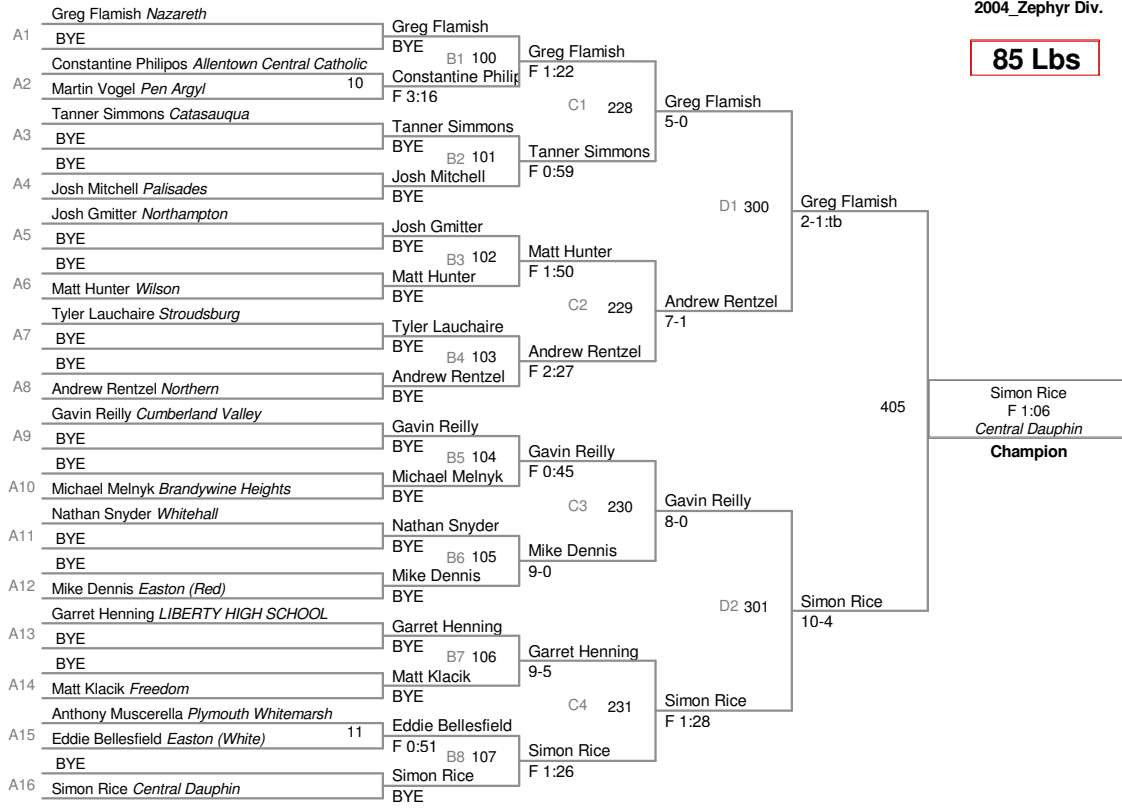 2004_Zephyr Div.
85 Lbs
A1
Greg Flamish Nazareth
BYE
A2
Constantine Philipos Allentown Central Catholic
Martin Vogel Pen Argyl
10
A3
Tanner Simmons Catasauqua
BYE
A4
BYE
Josh Mitchell Palisades
A5
Josh Gmitter Northampton
BYE
A6
BYE
Matt Hunter Wilson
A7
Tyler Lauchaire Stroudsburg
BYE
A8
BYE
Andrew Rentzel Northern
A9
Gavin Reilly Cumberland Valley
BYE
A10
BYE
Michael Melnyk Brandywine Heights
A11
Nathan Snyder Whitehall
BYE
A12
BYE
Mike Dennis Easton (Red)
A13
Garret Henning LIBERTY HIGH SCHOOL
BYE
A14
BYE
Matt Klacik Freedom
A15
Anthony Muscerella Plymouth Whitemarsh
Eddie Bellesfield Easton (White)
11
A16
BYE
Simon Rice Central Dauphin
Greg Flamish
BYE
B1 100
Constantine Philip
F 3:16
Tanner Simmons
BYE
B2 101
Josh Mitchell
BYE
Josh Gmitter
BYE
B3 102
Matt Hunter
BYE
Tyler Lauchaire
BYE
B4 103
Andrew Rentzel
BYE
Gavin Reilly
BYE
B5 104
Michael Melnyk
BYE
Nathan Snyder
BYE
B6 105
Mike Dennis
BYE
Garret Henning
BYE
B7 106
Matt Klacik
BYE
Eddie Bellesfield
F 0:51
B8 107
Simon Rice
BYE
Greg Flamish
F 1:22
C1 228
Tanner Simmons
F 0:59
Matt Hunter
F 1:50
C2 229
Andrew Rentzel
F 2:27
Gavin Reilly
F 0:45
C3 230
Mike Dennis
9-0
Garret Henning
9-5
C4 231
Simon Rice
F 1:26
Greg Flamish
5-0
D1 300
Andrew Rentzel
7-1
Gavin Reilly
8-0
D2 301
Simon Rice
F 1:28
Greg Flamish
2-1:tb
405
Simon Rice
10-4
Simon Rice
F 1:06
Central Dauphin
Champion